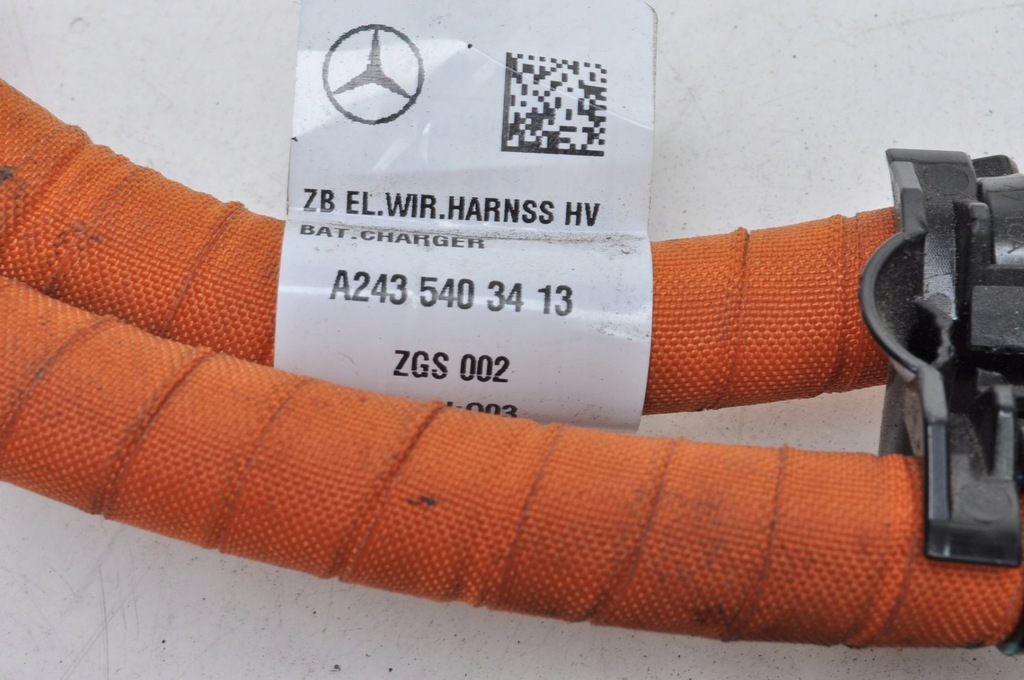 ZB EL.WIR.HARNSS HV
BAT.CHARGER
A243 540 34 13
ZGS 002